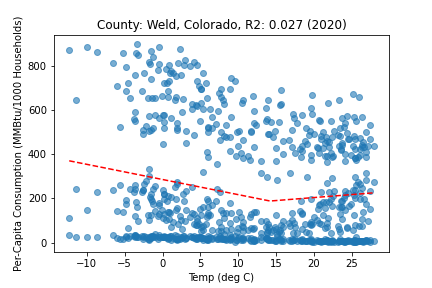 County: Weld, Colorado, R2: 0.027 (2020)
Per-Capita Consumption (MMBtu/1000 Households)
800
600
400
200
0
−10 −5 0 5 10 15 20 25
Temp (deg C)